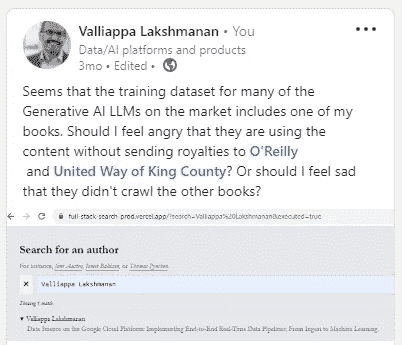 Valliappa Lakshmanan • You
Data/AI platforms and products
3mo • Edited •
Seems that the training dataset for many of the
Generative AI LLMs on the market includes one of my
books. Should I feel angry that they are using the
content without sending royalties to O'Reilly
and United Way of King County? Or should I feel sad
that they didn't crawl the other books?
full-stack-search-prod.vercel.app/?search=Valliappa%20Lakshmanan&executed=true
Search for an author
For instance, Jane Austen, James Baldwin, or Thomas Pynchon.
× Valliappa Lakshmanan
Showing 1 match
▾ Valliappa Lakshmanan
Data Science on the Google Cloud Platform: Implementing End-to-End Real-Time Data Pipelines: From Ingest to Machine Learning